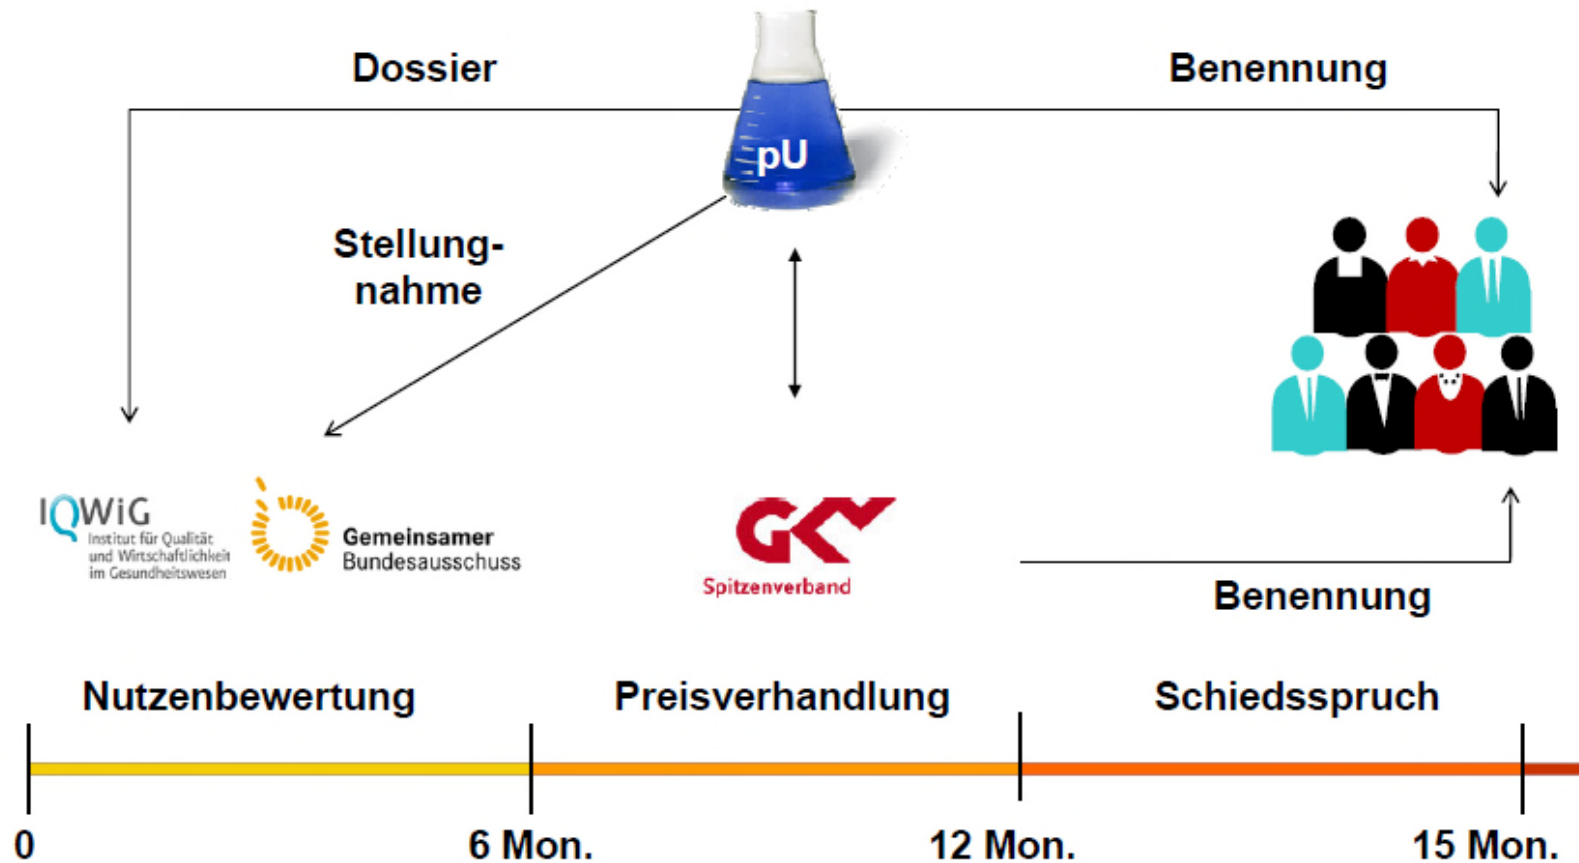 Dossier
Benennung
pU
Stellung-
nahme
IQWiG
Institut für Qualität
und Wirtschaftlichkeit
im Gesundheitswesen
Gemeinsamer
Bundesausschuss
GKV
Spitzenverband
Benennung
Nutzenbewertung
Preisverhandlung
Schiedsspruch
0
6 Mon.
12 Mon.
15 Mon.